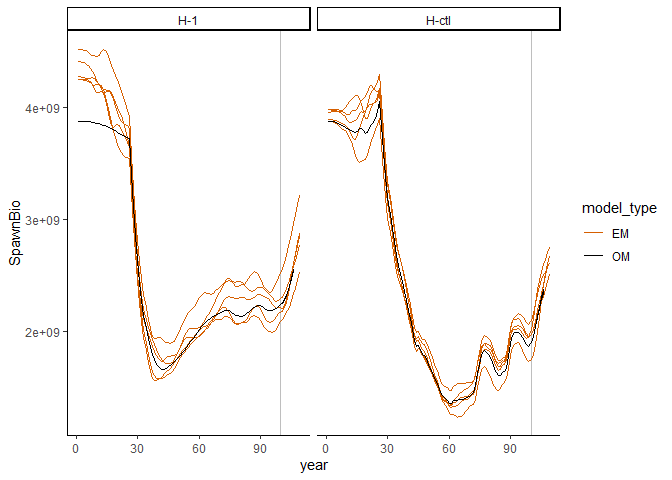 H-1
H-ctl
SpawnBio
4e+09
3e+09
2e+09
0
30
60
90
0
30
60
90
year
model_type
EM
OM